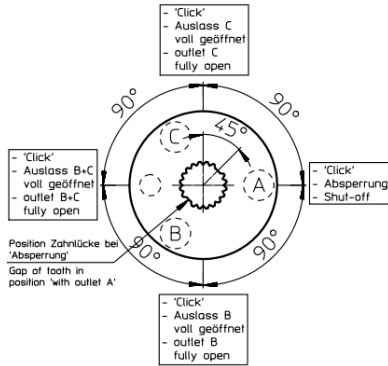 - 'Click'
- Auslass C
voll geöffnet
- outlet C
fully open
90°
90°
45°
C
A
B
- 'Click'
- Auslass B+C
voll geöffnet
- outlet B+C
fully open
- 'Click'
- Absperrung
- Shut-off
Position Zahnlücke bei
'Absperrung'
Gap of tooth in
position 'with outlet A'
90°
90°
- 'Click'
- Auslass B
voll geöffnet
- outlet B
fully open